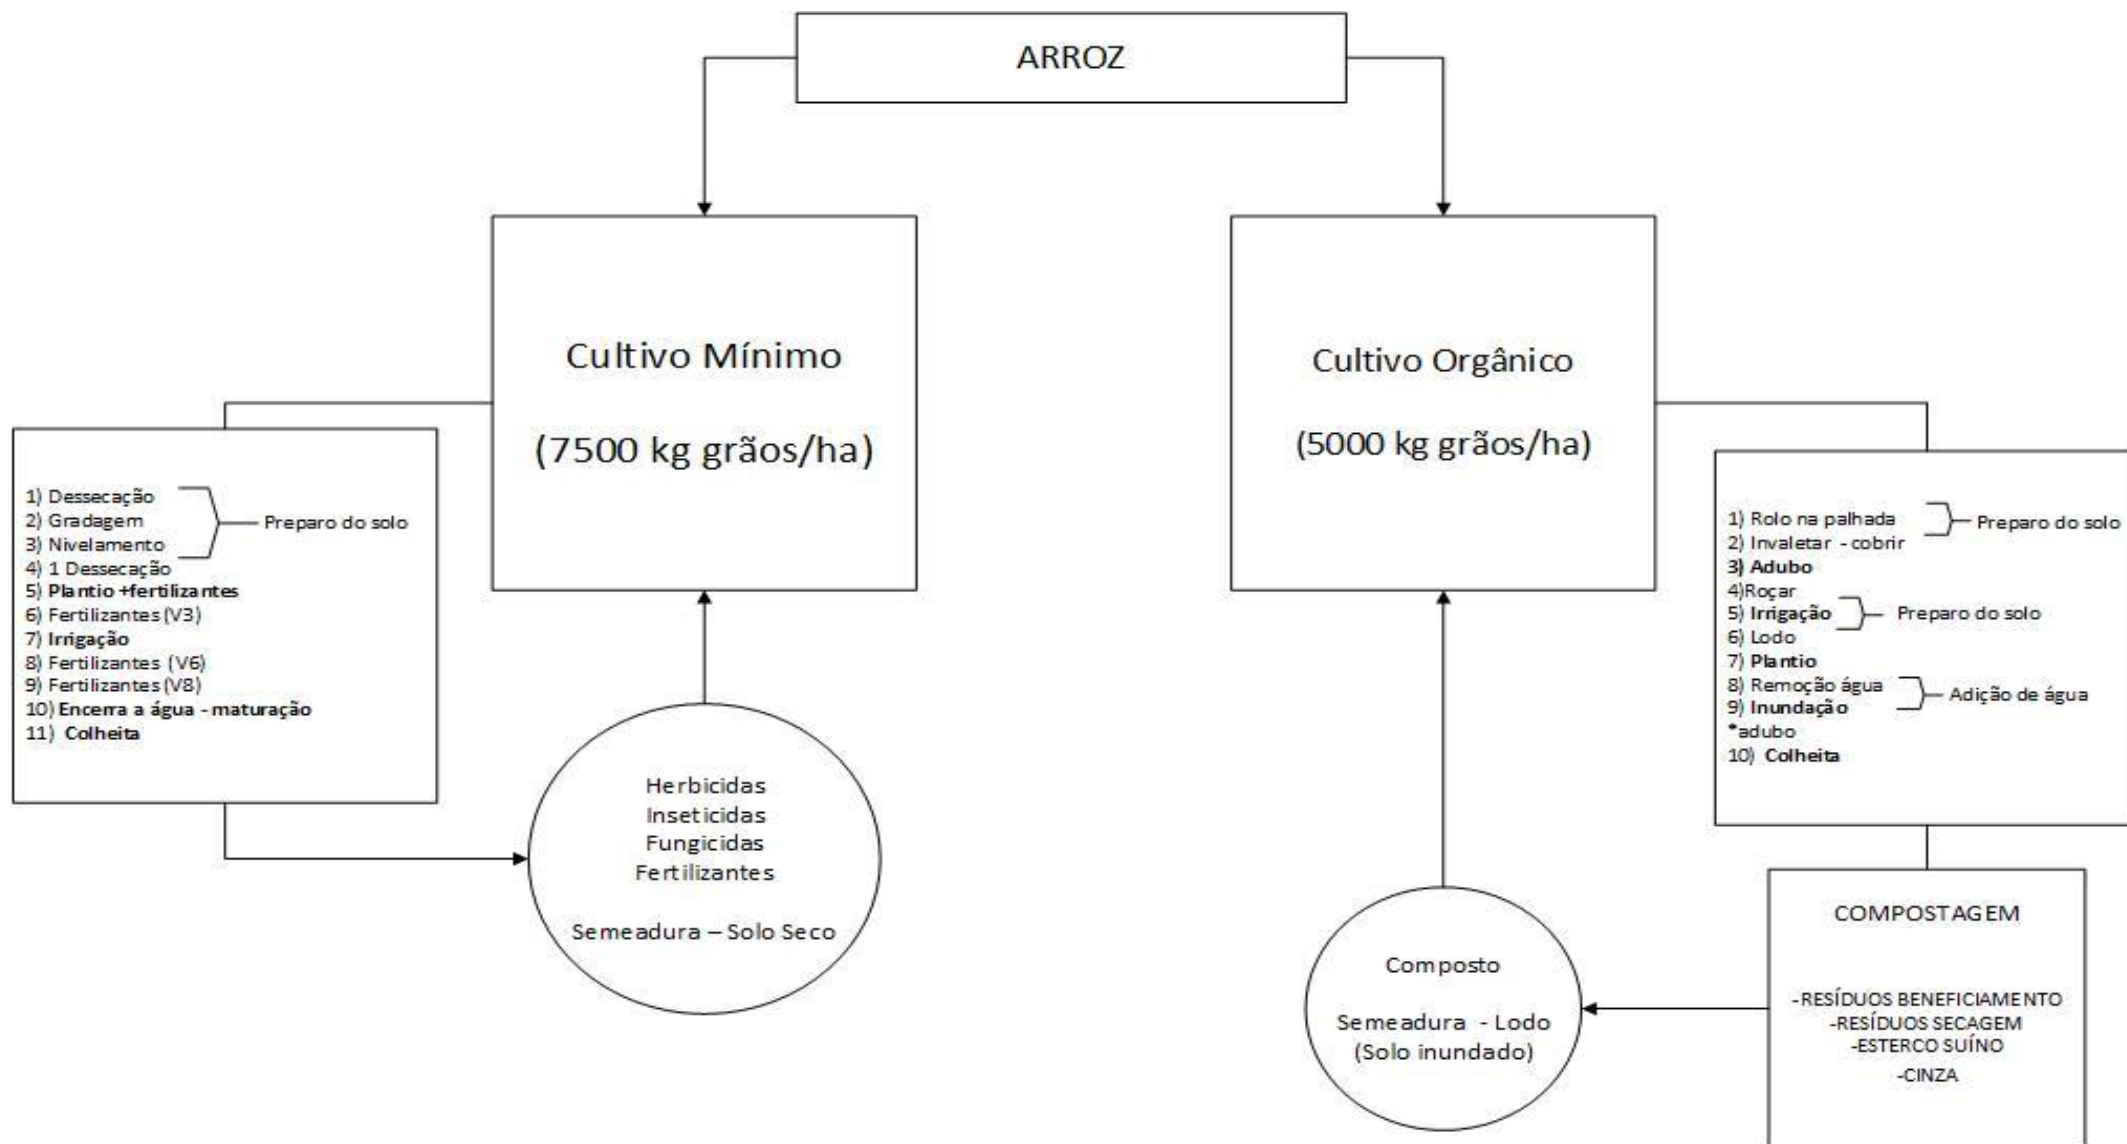 ARROZ
Cultivo Mínimo
(7500 kg grãos/ha)
1) Dessecação
2) Gradagem
3) Nivelamento
Preparo do solo
4) 1 Dessecação
5) Plantio +fertilizantes
6) Fertilizantes (V3)
7) Irrigação
8) Fertilizantes (V6)
9) Fertilizantes (V8)
10) Encerra a água - maturação
11) Colheita
Herbicidas
Inseticidas
Fungicidas
Fertilizantes
Semeadura – Solo Seco
Cultivo Orgânico
(5000 kg grãos/ha)
1) Rolo na palhada
Preparo do solo
2) Invaletar - cobrir
3) Adubo
4)Roçar
5) Irrigação
Preparo do solo
6) Lodo
7) Plantio
8) Remoção água
Adição de água
9) Inundação
*adubo
10) Colheita
COMPOSTAGEM
-RESÍDUOS BENEFICIAMENTO
-RESÍDUOS SECAGEM
-ESTERCO SUÍNO
-CINZA
Composto
Semeadura - Lodo
(Solo inundado)